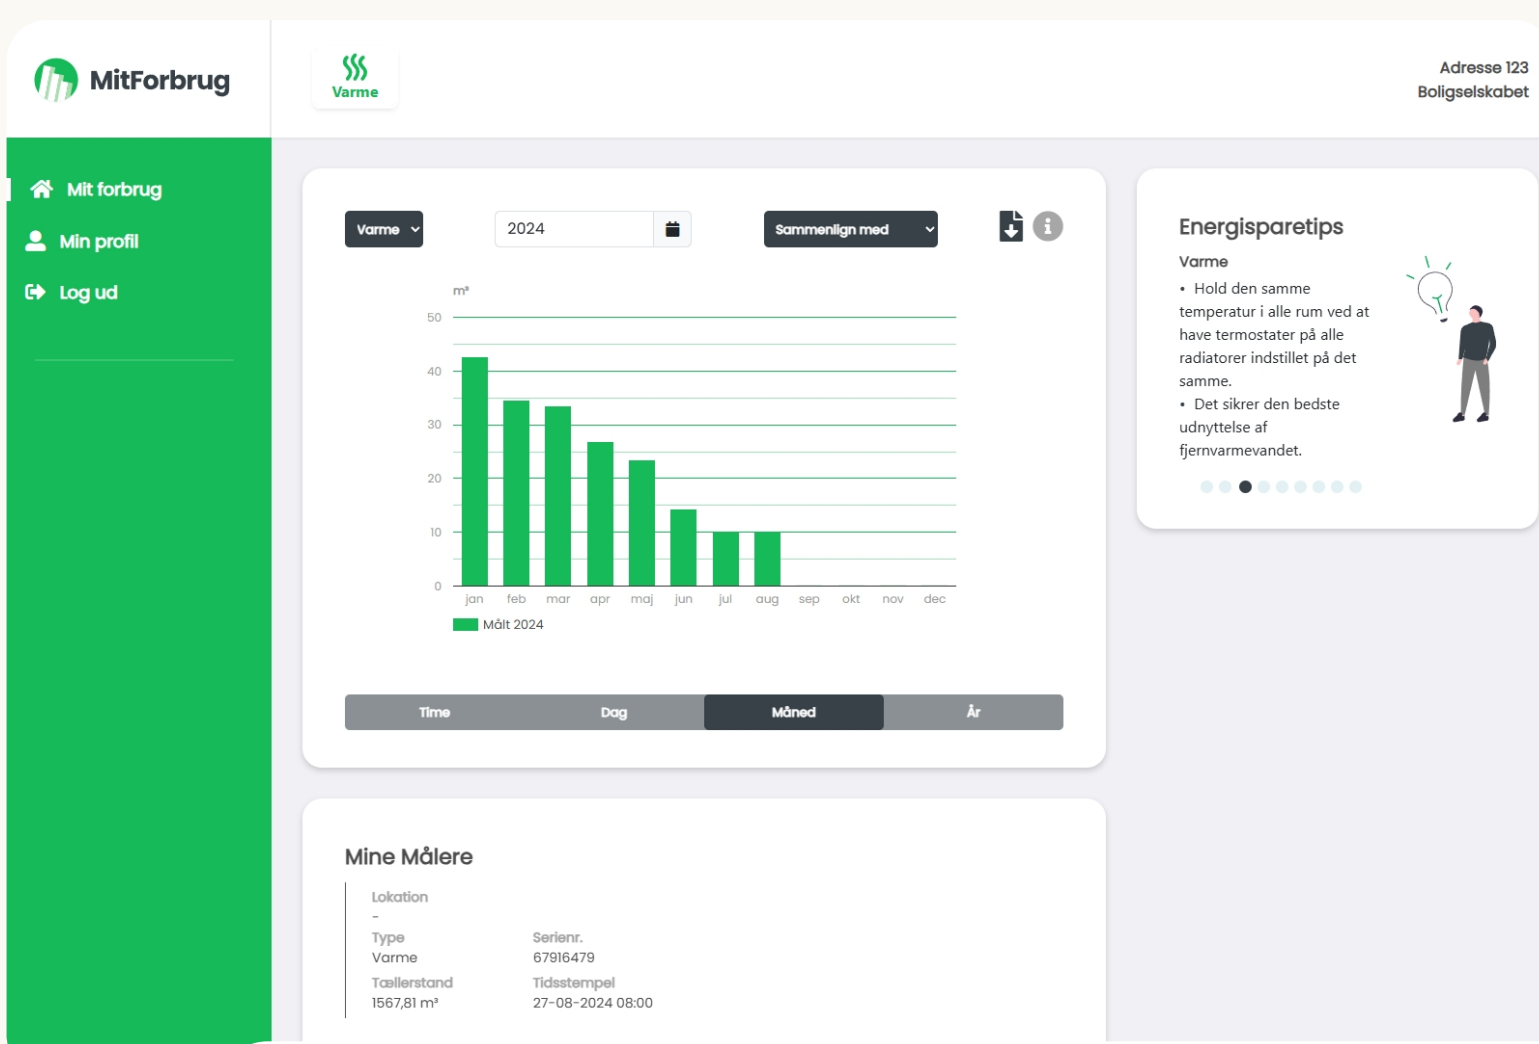 MitForbrug
Varme
Adresse 123
Boligselskabet
Mit forbrug
Min profil
Log ud
Varme
2024
Sammenlign med
m³
50
40
30
20
10
0
jan feb mar apr maj jun jul aug sep okt nov dec
Målt 2024
Time Dag Måned År
Energisparetips
Varme
• Hold den samme
temperatur i alle rum ved at
have termostater på alle
radiatorer indstillet på det
samme.
• Det sikrer den bedste
udnyttelse af
fjernvarmevandet.
Mine Målere
Lokation
-
Type Serienr.
Varme 67916479
Tællerstand Tidsstempel
1567,81 m³ 27-08-2024 08:00